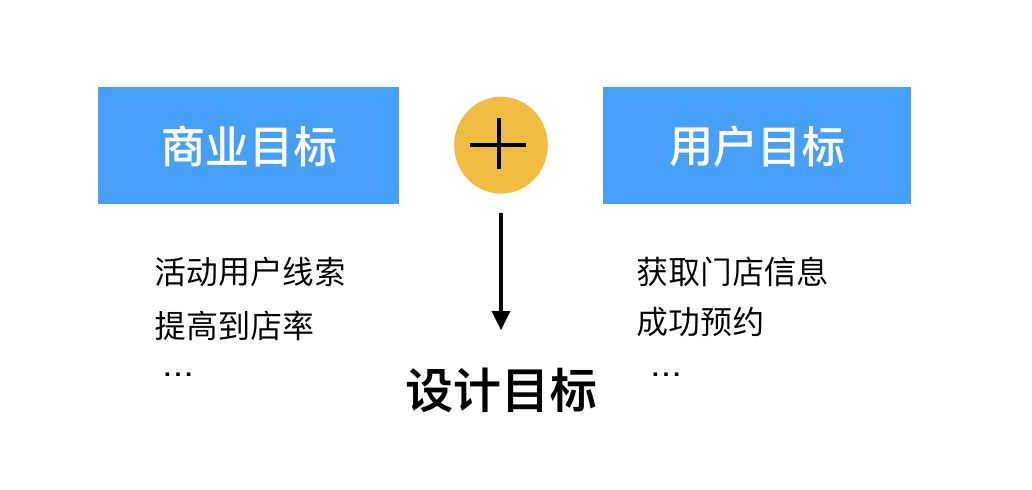 商业目标
用户目标
活动用户线索
提高到店率
...
获取门店信息
成功预约
...
设计目标